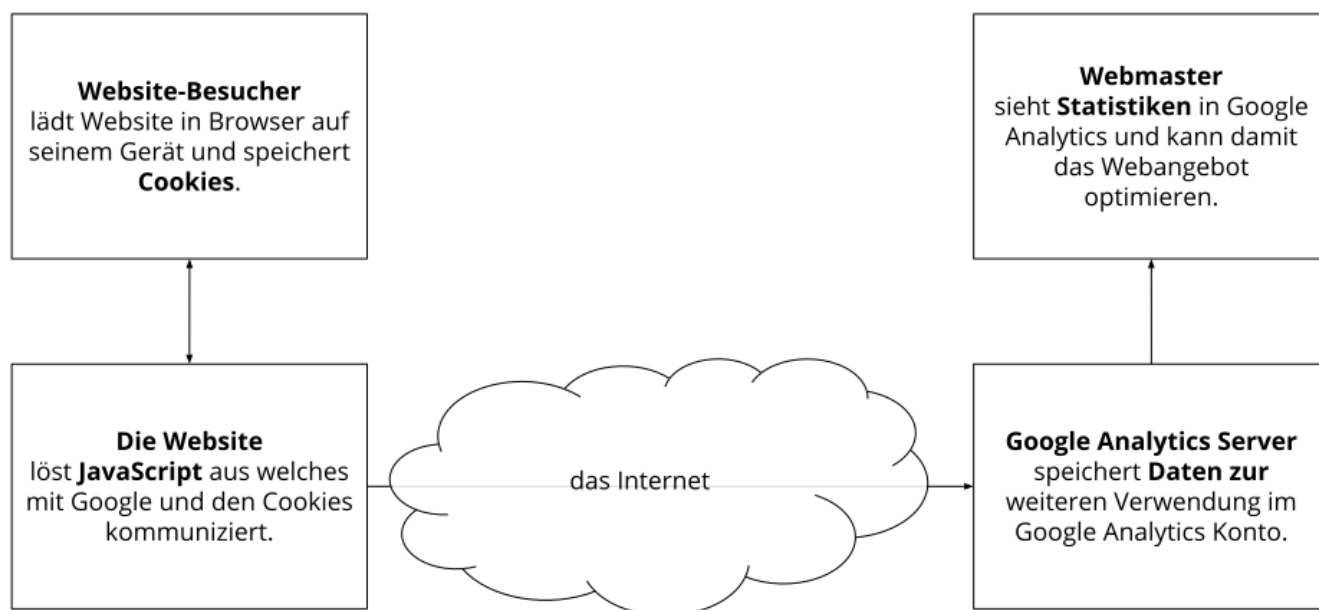 Website-Besucher
lädt Website in Browser auf
seinem Gerät und speichert
Cookies.
Webmaster
sieht Statistiken in Google
Analytics und kann damit
das Webangebot
optimieren.
Die Website
löst JavaScript aus welches
mit Google und den Cookies
kommuniziert.
das Internet
Google Analytics Server
speichert Daten zur
weiteren Verwendung im
Google Analytics Konto.